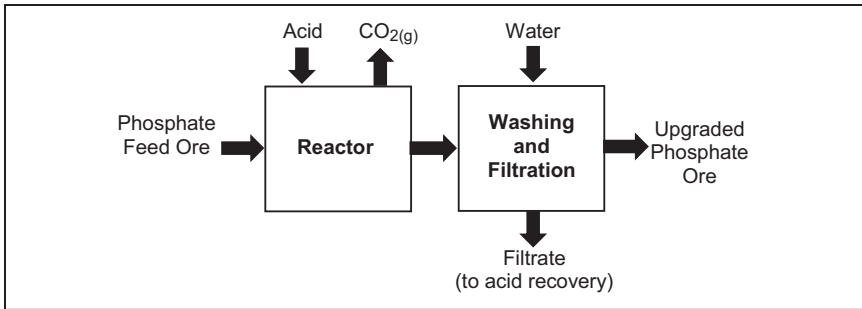 Acid
CO2(g)
Water
Phosphate
Feed Ore
Reactor
Washing
and
Filtration
Upgraded
Phosphate
Ore
Filtrate
(to acid recovery)